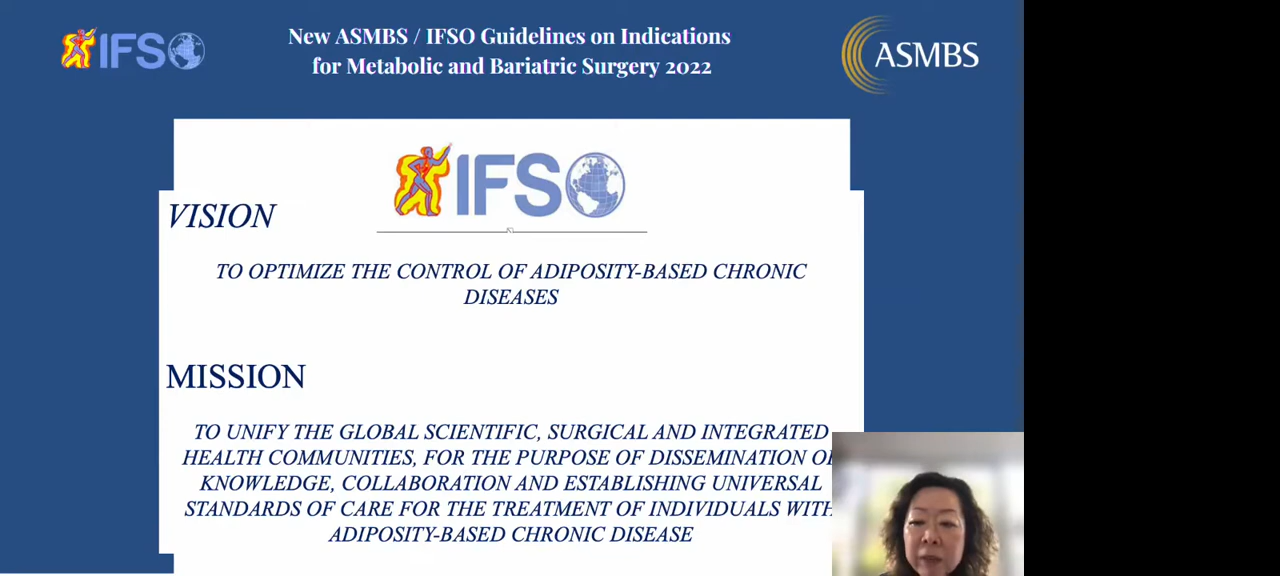 IFSO
New ASMBS / IFSO Guidelines on Indications
for Metabolic and Bariatric Surgery 2022
ASMBS
IFSO
VISION
TO OPTIMIZE THE CONTROL OF ADIPOSITY-BASED CHRONIC
DISEASES
MISSION
TO UNIFY THE GLOBAL SCIENTIFIC, SURGICAL AND INTEGRATED
HEALTH COMMUNITIES, FOR THE PURPOSE OF DISSEMINATION OF
KNOWLEDGE, COLLABORATION AND ESTABLISHING UNIVERSAL
STANDARDS OF CARE FOR THE TREATMENT OF INDIVIDUALS WITH
ADIPOSITY-BASED CHRONIC DISEASE